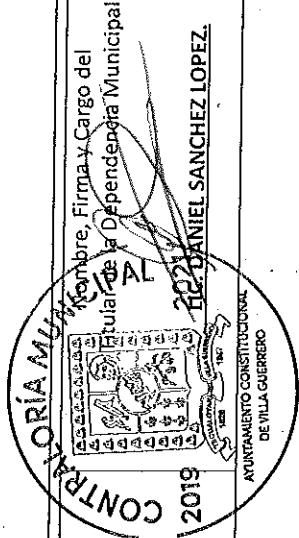 Nombre, Firma y Cargo del
Titular de la Dependencia Municipal
LIC. DANIEL SANCHEZ LOPEZ.
CONTRALORÍA MUNICIPAL
2019 2021
AYUNTAMIENTO CONSTITUCIONAL
DE VILLA GUERRERO